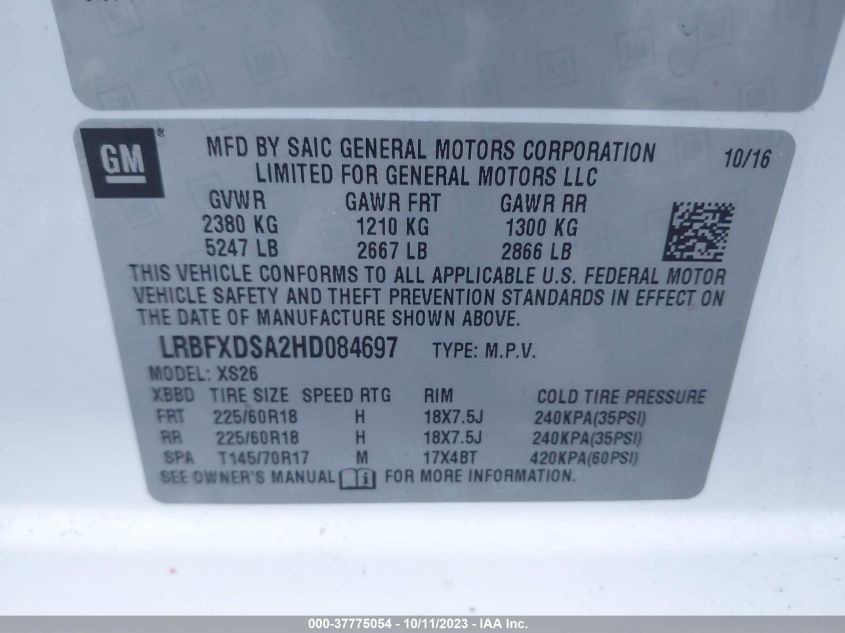 GM
MFD BY SAIC GENERAL MOTORS CORPORATION 10/16
LIMITED FOR GENERAL MOTORS LLC
GVWR GAWR FRT GAWR RR
2380 KG 1210 KG 1300 KG
5247 LB 2667 LB 2866 LB
THIS VEHICLE CONFORMS TO ALL APPLICABLE U.S. FEDERAL MOTOR
VEHICLE SAFETY AND THEFT PREVENTION STANDARDS IN EFFECT ON
THE DATE OF MANUFACTURE SHOWN ABOVE.
LRBFXDSA2HD084697 TYPE: M.P.V.
MODEL: XS26
XBBD TIRE SIZE SPEED RTG RIM COLD TIRE PRESSURE
FRT 225/60R18 H 18X7.5J 240KPA(35PSI)
RR 225/60R18 H 18X7.5J 240KPA(35PSI)
SPA T145/70R17 M 17X4BT 420KPA(60PSI)
SEE OWNER'S MANUAL FOR MORE INFORMATION.
000-37775054 - 10/11/2023 - IAA Inc.